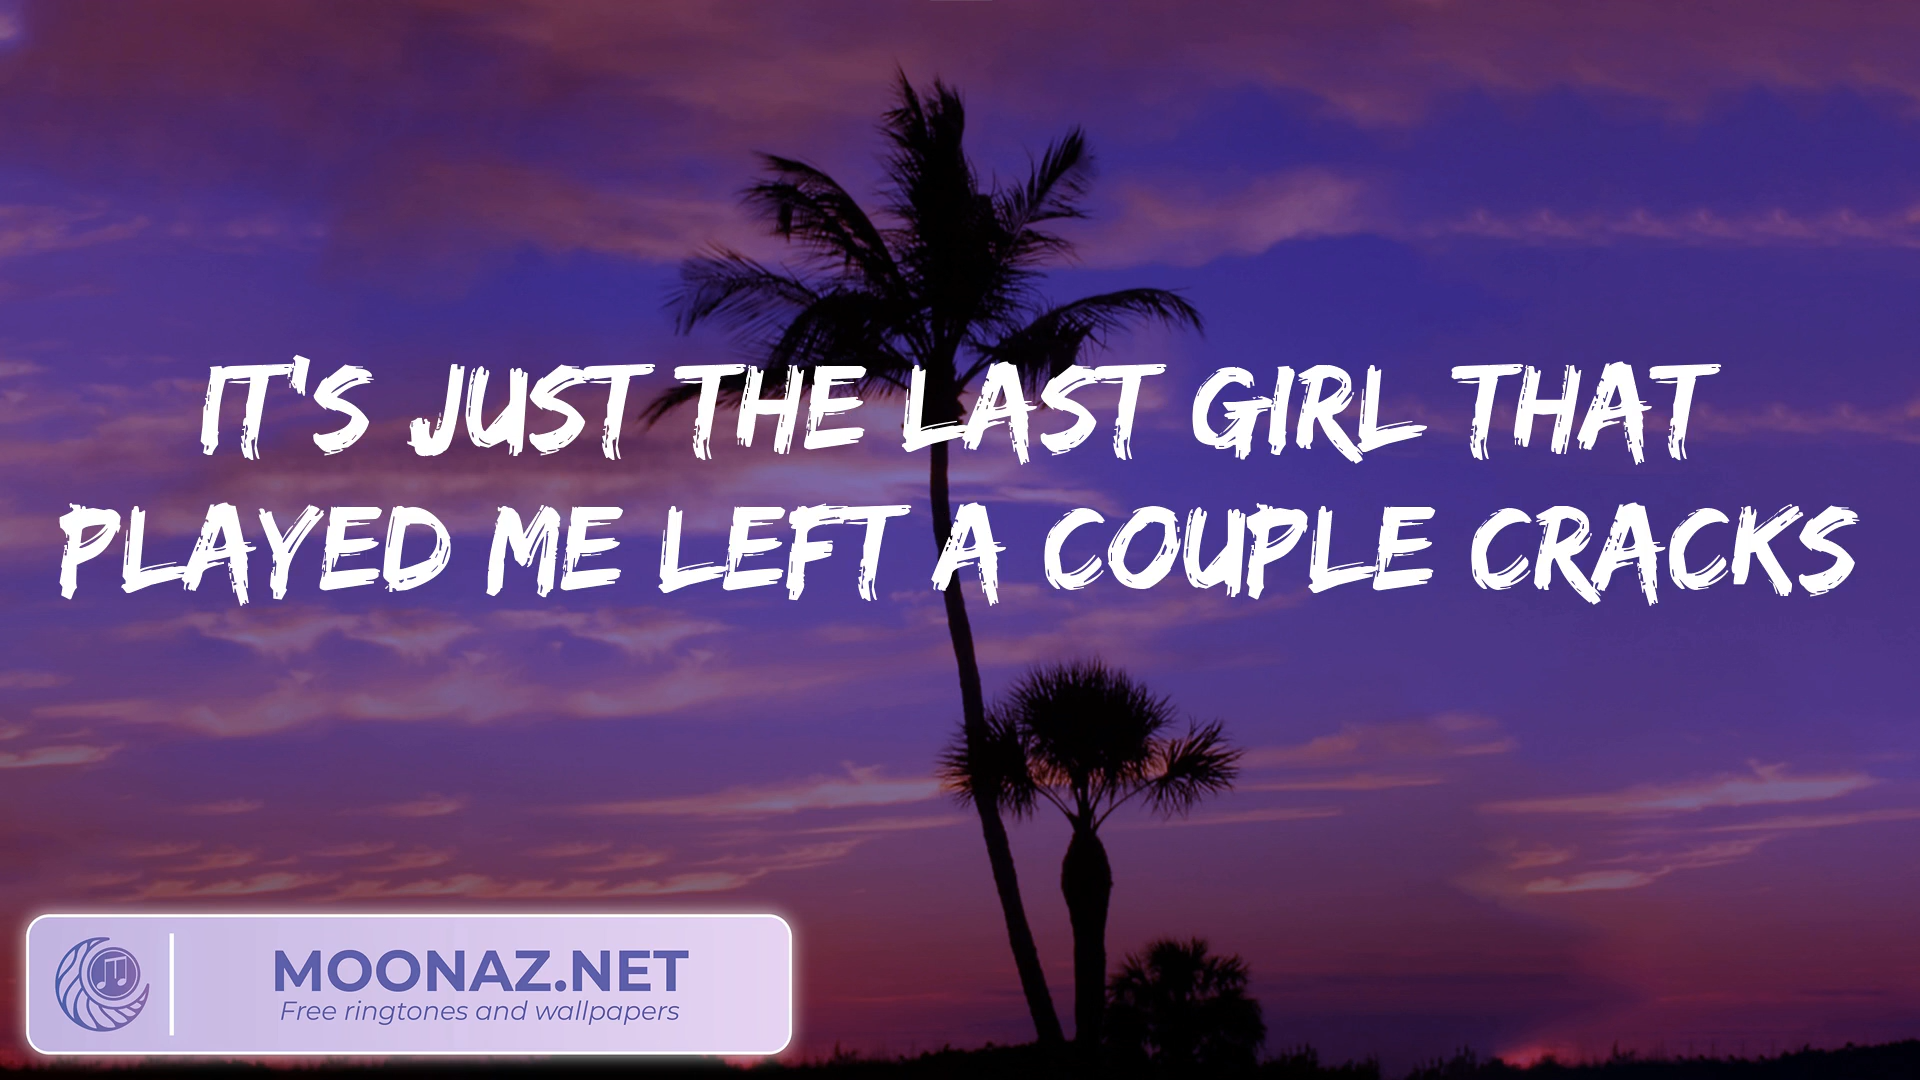 IT'S JUST THE LAST GIRL THAT
PLAYED ME LEFT A COUPLE CRACKS
MOONAZ.NET
Free ringtones and wallpapers